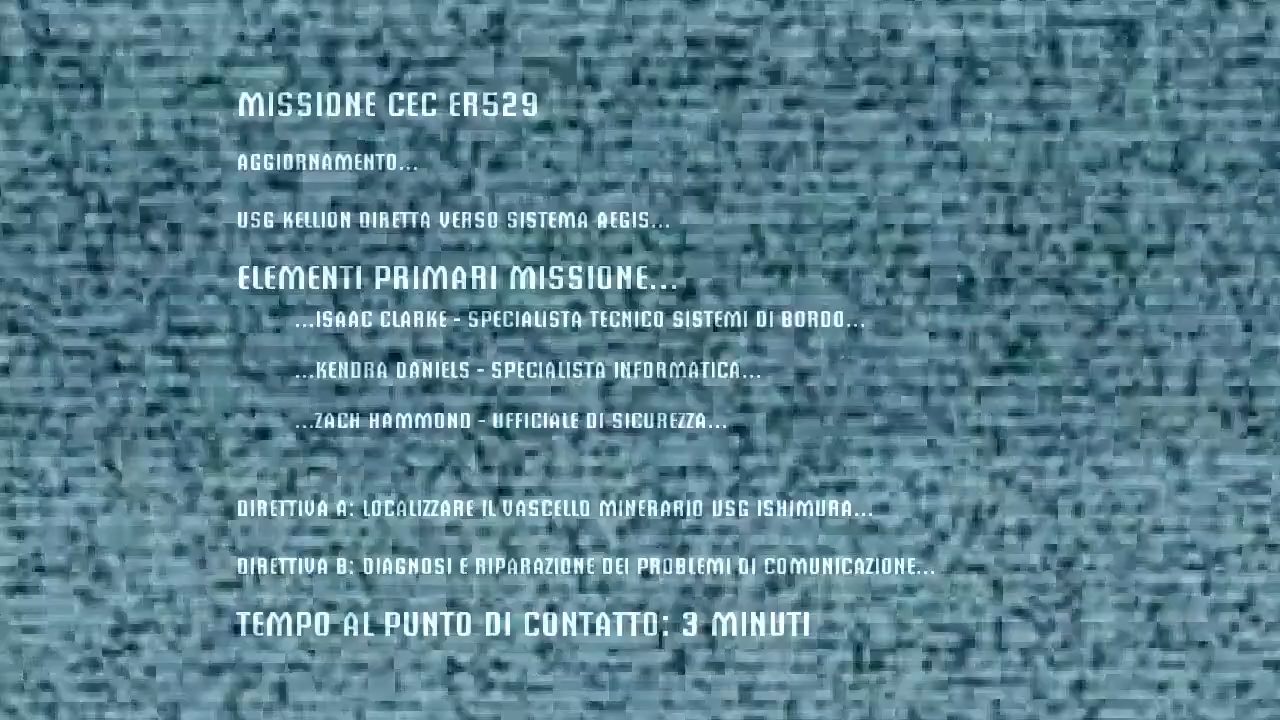 MISSIONE CEC ER529
AGGIORNAMENTO...
USG KELLION DIRETTA VERSO SISTEMA AEGIS...
ELEMENTI PRIMARI MISSIONE...
...ISAAC CLARKE - SPECIALISTA TECNICO SISTEMI DI BORDO...
...KENDRA DANIELS - SPECIALISTA INFORMATICA...
...ZACH HAMMOND - UFFICIALE DI SICUREZZA...
DIRETTIVA A: LOCALIZZARE IL VASCELLO MINERARIO USG ISHIMURA...
DIRETTIVA B: DIAGNOSI E RIPARAZIONE DEI PROBLEMI DI COMUNICAZIONE...
TEMPO AL PUNTO DI CONTATTO: 3 MINUTI